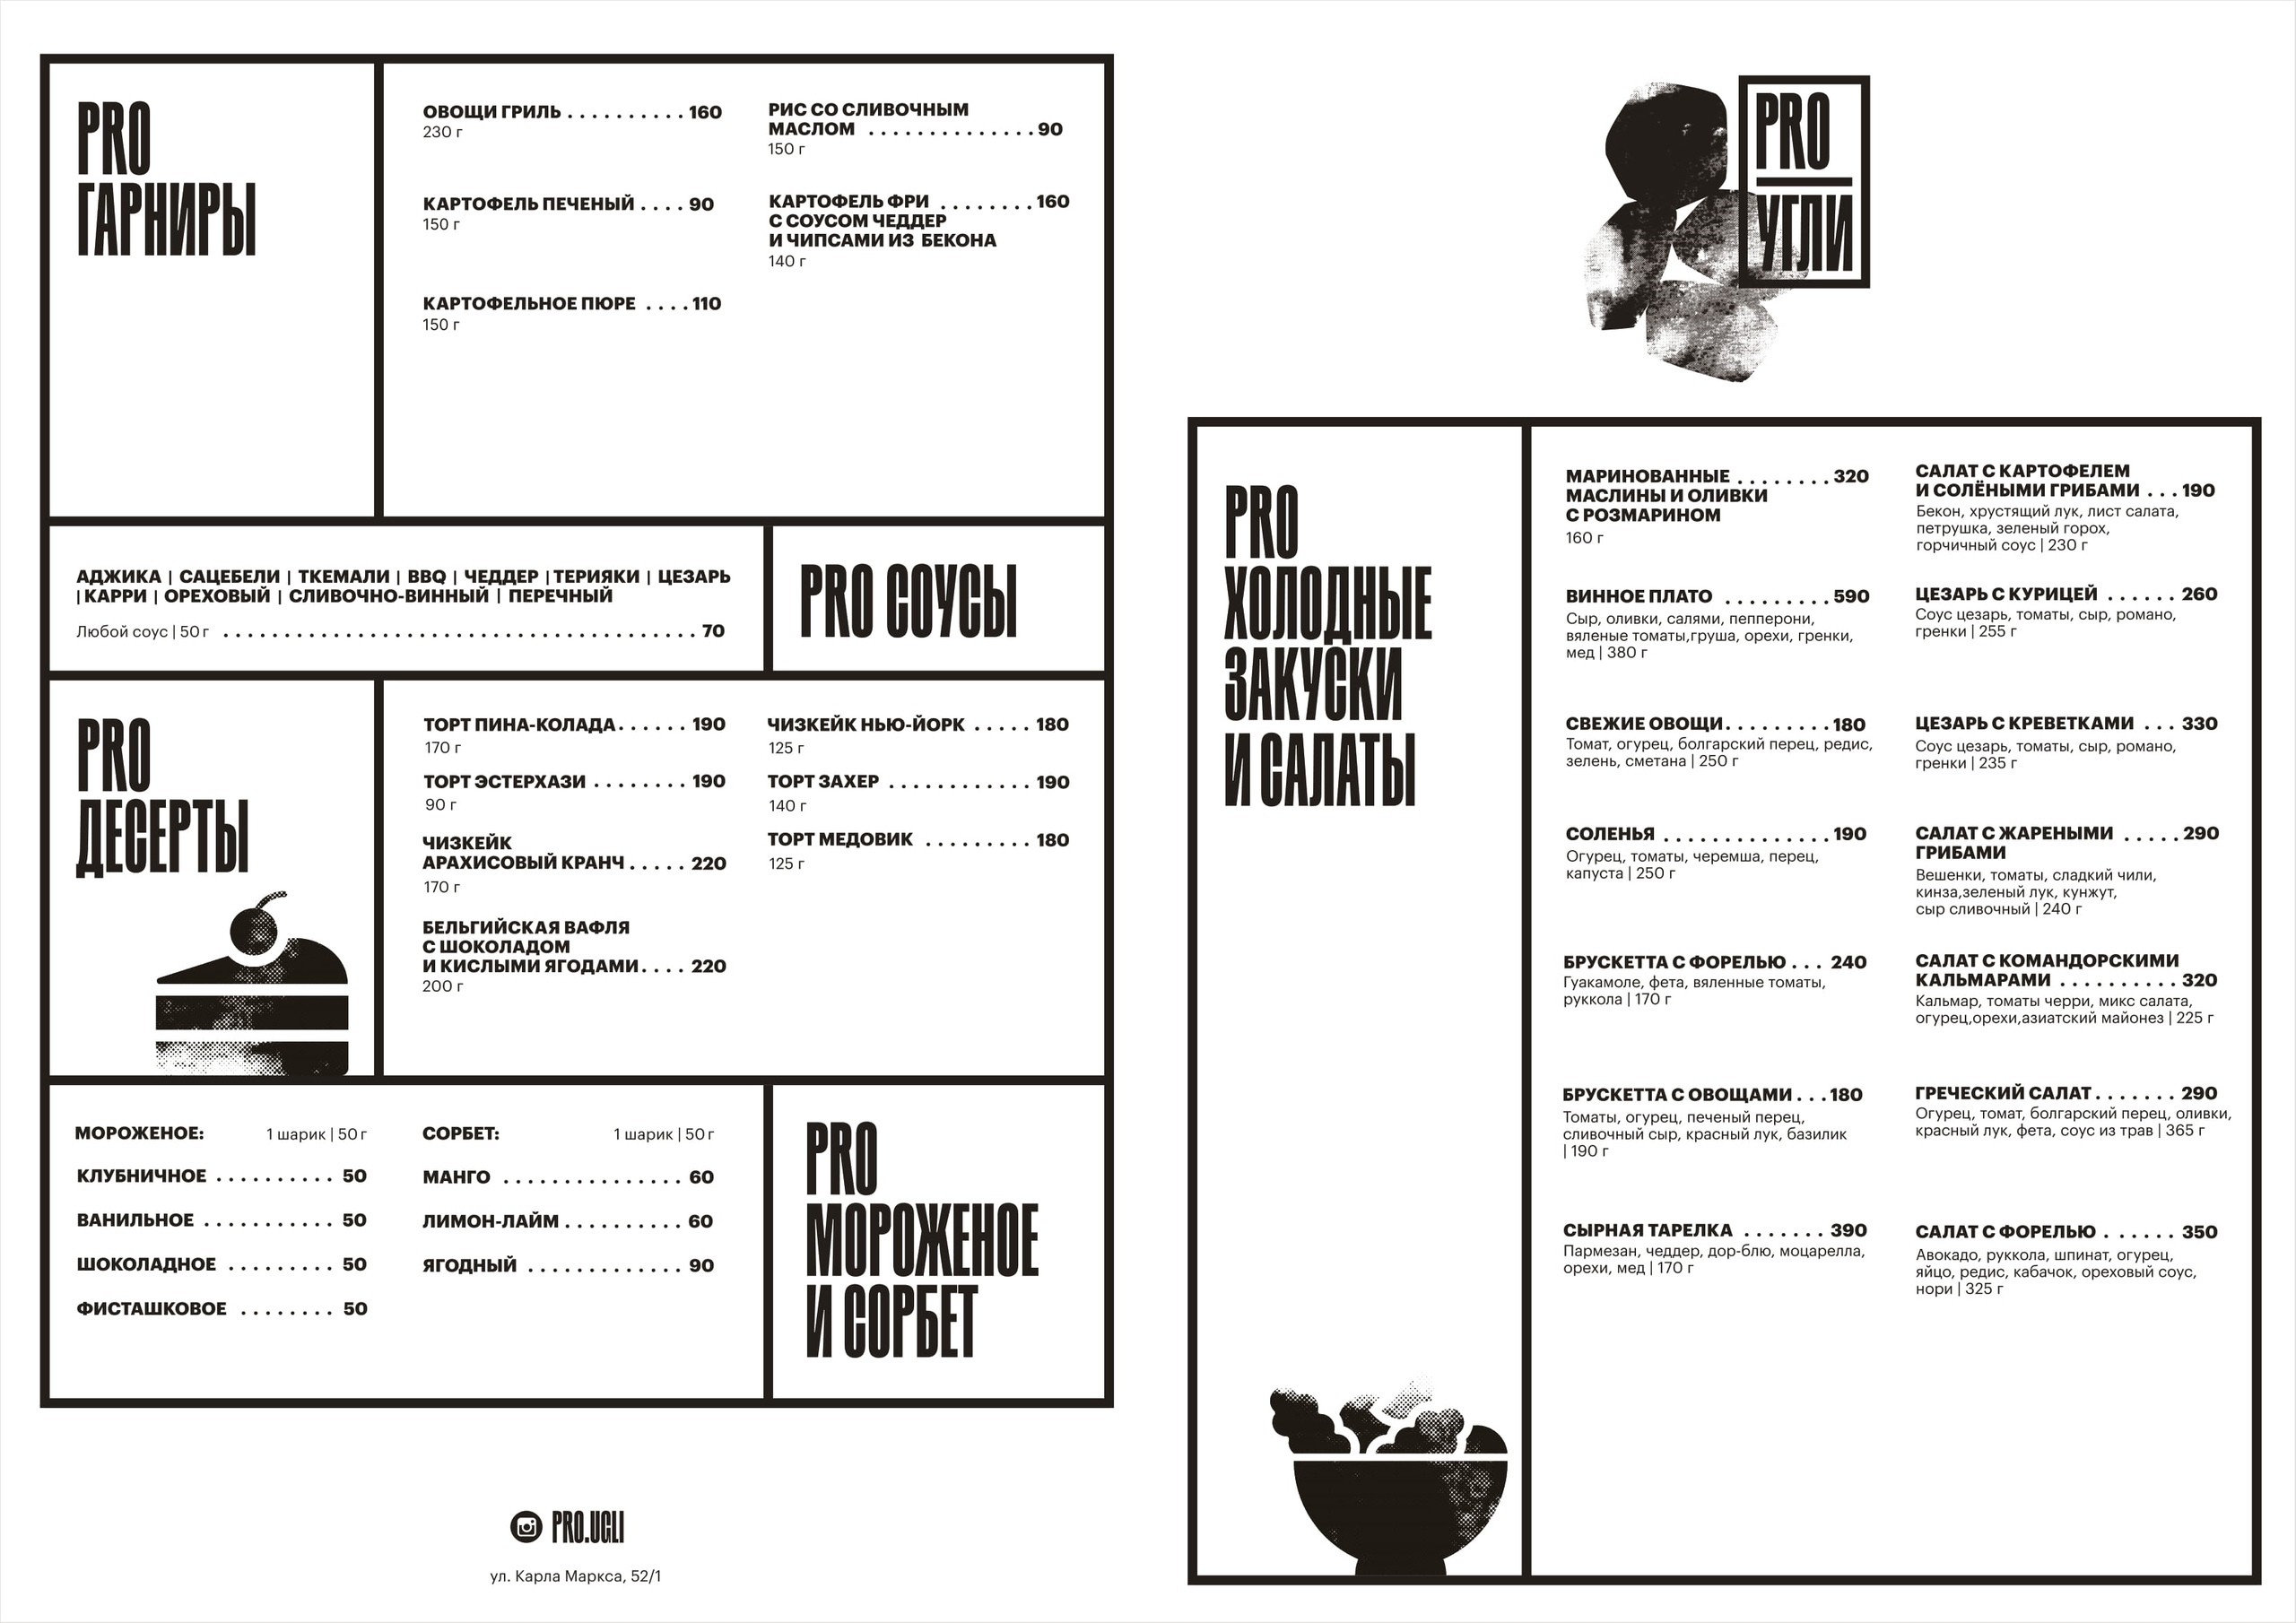 PRO
ГАРНИРЫ
ОВОЩИ ГРИЛЬ . . . . . . . . . . 160
230 г
КАРТОФЕЛЬ ПЕЧЕНЫЙ . . . . 90
150 г
КАРТОФЕЛЬНОЕ ПЮРЕ . . . . 110
150 г
РИС СО СЛИВОЧНЫМ
МАСЛОМ . . . . . . . . . . . . . . 90
150 г
КАРТОФЕЛЬ ФРИ . . . . . . . . 160
С СОУСОМ ЧЕДДЕР
И ЧИПСАМИ ИЗ БЕКОНА
140 г
АДЖИКА | САЦЕБЕЛИ | ТКЕМАЛИ | BBQ | ЧЕДДЕР | ТЕРИЯКИ | ЦЕЗАРЬ
| КАРРИ | ОРЕХОВЫЙ | СЛИВОЧНО-ВИННЫЙ | ПЕРЕЧНЫЙ
Любой соус | 50 г . . . . . . . . . . . . . . . . . . . . . . . . . . . . . . . . . . . . . . . 70
PRO СОУСЫ
PRO
ДЕСЕРТЫ
ТОРТ ПИНА-КОЛАДА . . . . . . 190
170 г
ТОРТ ЭСТЕРХАЗИ . . . . . . . . 190
90 г
ЧИЗКЕЙК
АРАХИСОВЫЙ КРАНЧ . . . . . 220
170 г
БЕЛЬГИЙСКАЯ ВАФЛЯ
С ШОКОЛАДОМ
И КИСЛЫМИ ЯГОДАМИ . . . . 220
200 г
ЧИЗКЕЙК НЬЮ-ЙОРК . . . . . 180
125 г
ТОРТ ЗАХЕР . . . . . . . . . . . . 190
140 г
ТОРТ МЕДОВИК . . . . . . . . . 180
125 г
МОРОЖЕНОЕ: 1 шарик | 50 г
КЛУБНИЧНОЕ . . . . . . . . . . 50
ВАНИЛЬНОЕ . . . . . . . . . . . 50
ШОКОЛАДНОЕ . . . . . . . . . 50
ФИСТАШКОВОЕ . . . . . . . . 50
СОРБЕТ: 1 шарик | 50 г
МАНГО . . . . . . . . . . . . . . . 60
ЛИМОН-ЛАЙМ . . . . . . . . . . 60
ЯГОДНЫЙ . . . . . . . . . . . . . 90
PRO
МОРОЖЕНОЕ
И СОРБЕТ
PRO.UGLI
ул. Карла Маркса, 52/1
PRO
УГЛИ
PRO
ХОЛОДНЫЕ
ЗАКУСКИ
И САЛАТЫ
МАРИНОВАННЫЕ . . . . . . . . 320
МАСЛИНЫ И ОЛИВКИ
С РОЗМАРИНОМ
160 г
ВИННОЕ ПЛАТО . . . . . . . . . 590
Сыр, оливки, салями, пепперони,
вяленые томаты,груша, орехи, гренки,
мед | 380 г
СВЕЖИЕ ОВОЩИ . . . . . . . . . 180
Томат, огурец, болгарский перец, редис,
зелень, сметана | 250 г
СОЛЕНЬЯ . . . . . . . . . . . . . . 190
Огурец, томаты, черемша, перец,
капуста | 250 г
БРУСКЕТТА С ФОРЕЛЬЮ . . . 240
Гуакамоле, фета, вяленные томаты,
руккола | 170 г
БРУСКЕТТА С ОВОЩАМИ . . . 180
Томаты, огурец, печеный перец,
сливочный сыр, красный лук, базилик
| 190 г
СЫРНАЯ ТАРЕЛКА . . . . . . . 390
Пармезан, чеддер, дор-блю, моцарелла,
орехи, мед | 170 г
САЛАТ С КАРТОФЕЛЕМ
И СОЛЁНЫМИ ГРИБАМИ . . . 190
Бекон, хрустящий лук, лист салата,
петрушка, зеленый горох,
горчичный соус | 230 г
ЦЕЗАРЬ С КУРИЦЕЙ . . . . . . 260
Соус цезарь, томаты, сыр, романо,
гренки | 255 г
ЦЕЗАРЬ С КРЕВЕТКАМИ . . . 330
Соус цезарь, томаты, сыр, романо,
гренки | 235 г
САЛАТ С ЖАРЕНЫМИ . . . . . 290
ГРИБАМИ
Вешенки, томаты, сладкий чили,
кинза,зеленый лук, кунжут,
сыр сливочный | 240 г
САЛАТ С КОМАНДОРСКИМИ
КАЛЬМАРАМИ . . . . . . . . . . 320
Кальмар, томаты черри, микс салата,
огурец,орехи,азиатский майонез | 225 г
ГРЕЧЕСКИЙ САЛАТ . . . . . . . 290
Огурец, томат, болгарский перец, оливки,
красный лук, фета, соус из трав | 365 г
САЛАТ С ФОРЕЛЬЮ . . . . . . 350
Авокадо, руккола, шпинат, огурец,
яйцо, редис, кабачок, ореховый соус,
нори | 325 г